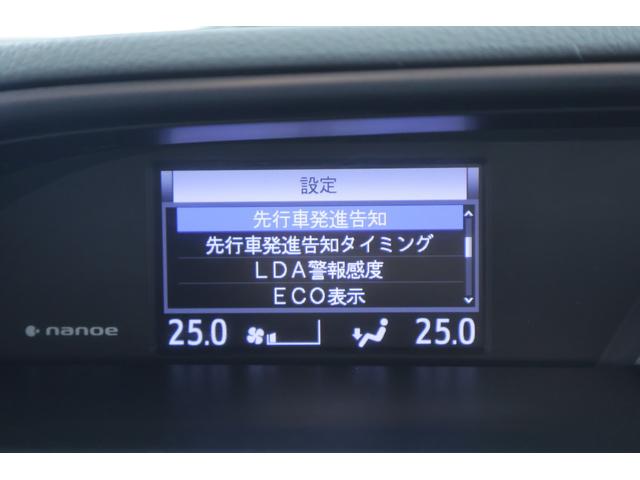 設定
先行車発進告知
先行車発進告知タイミング
LDA警報感度
ECO表示
25.0 25.0
nanoe